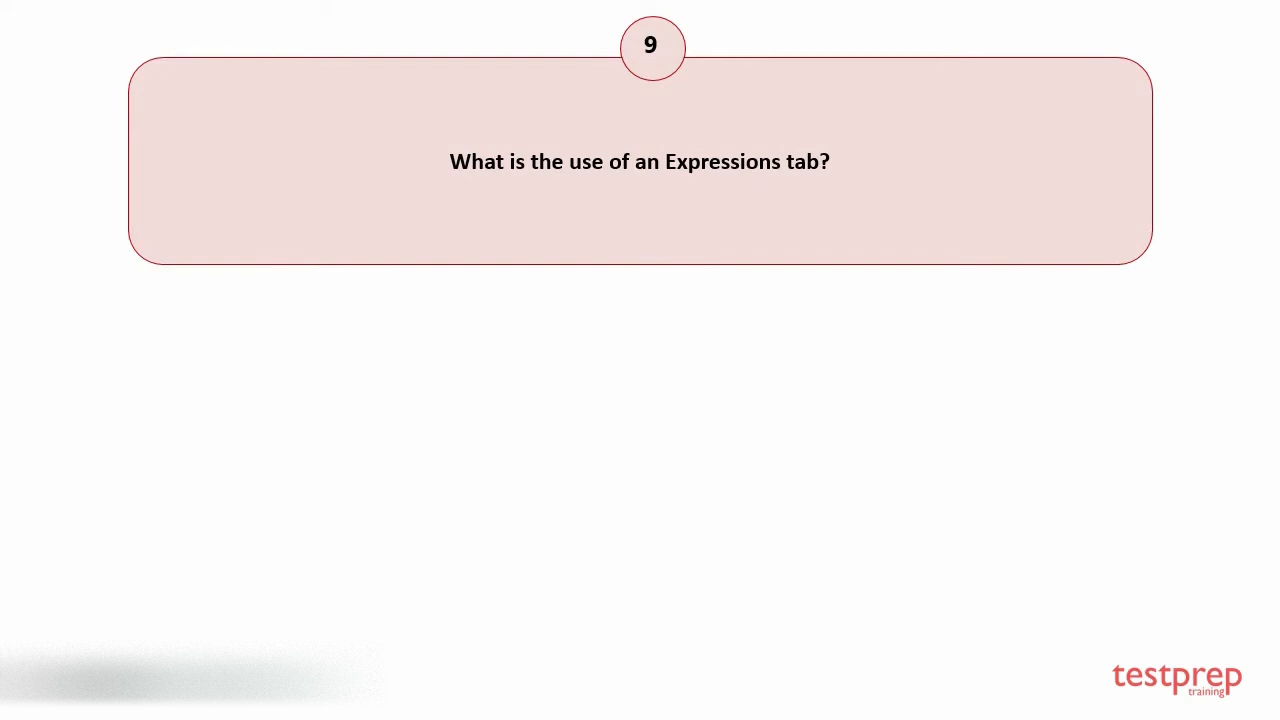 9
What is the use of an Expressions tab?
testprep
training